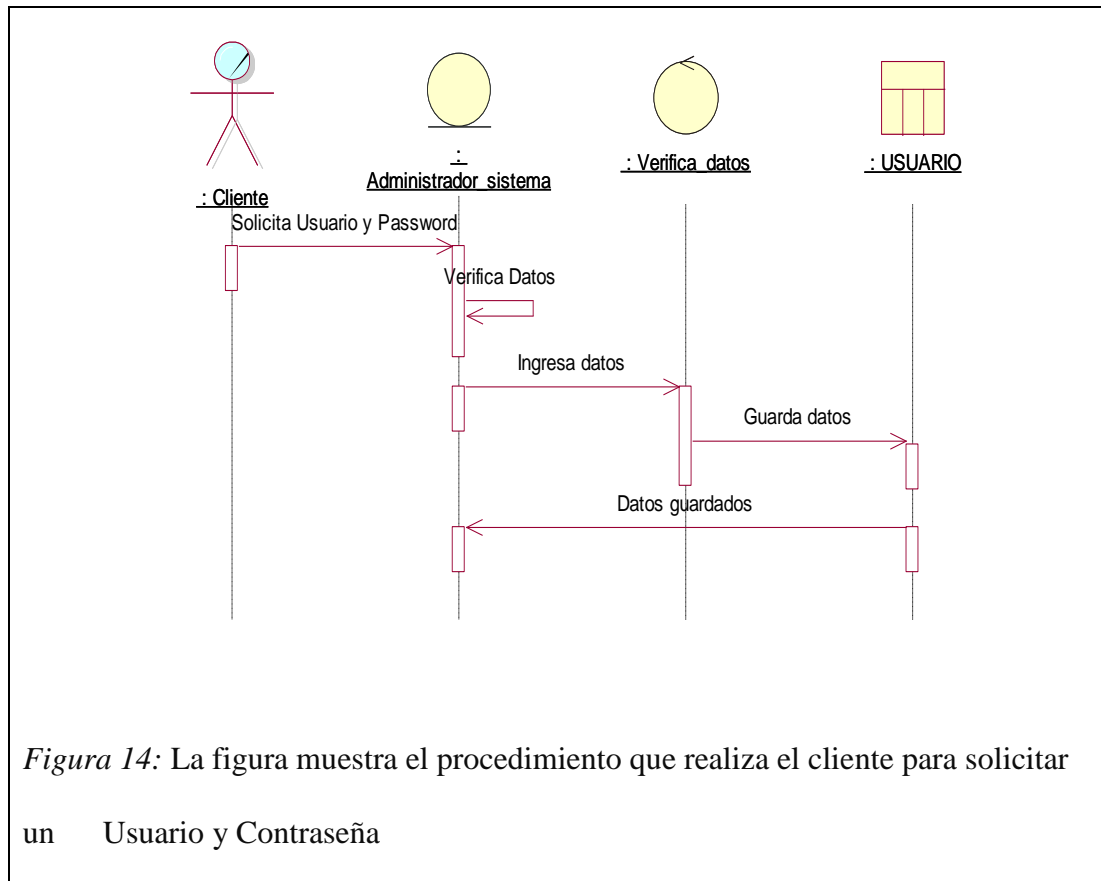 :
Administrador_sistema
: Verifica_datos
: USUARIO
: Cliente
Solicita Usuario y Password
Verifica Datos
Ingresa datos
Guarda datos
Datos guardados
Figura 14: La figura muestra el procedimiento que realiza el cliente para solicitar
un Usuario y Contraseña